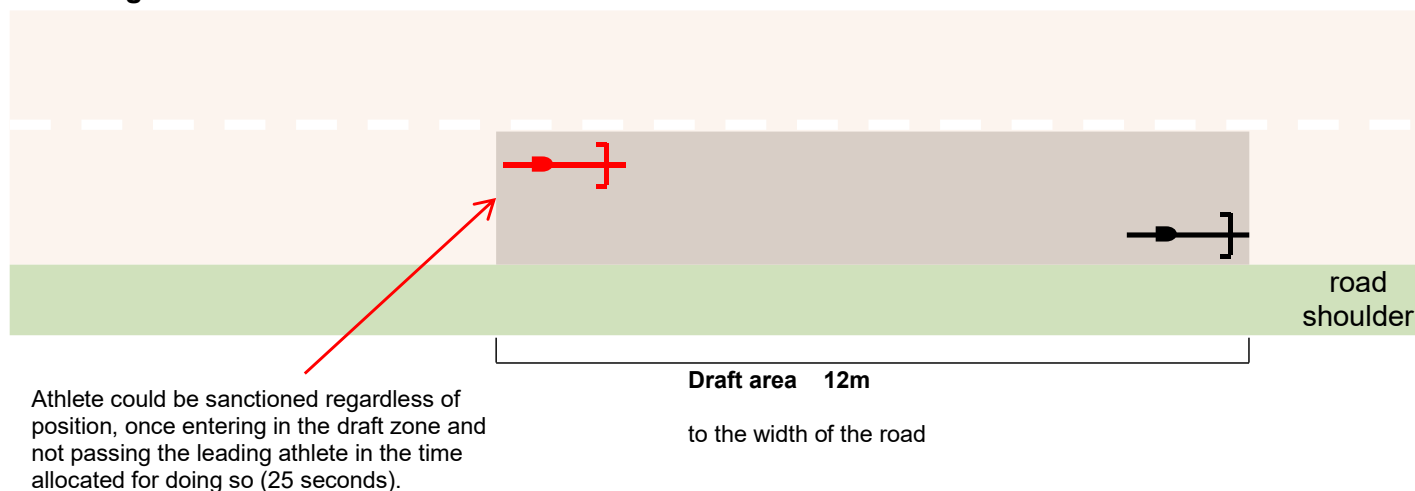 road
shoulder
Draft area 12m
to the width of the road
Athlete could be sanctioned regardless of
position, once entering in the draft zone and
not passing the leading athlete in the time
allocated for doing so (25 seconds).